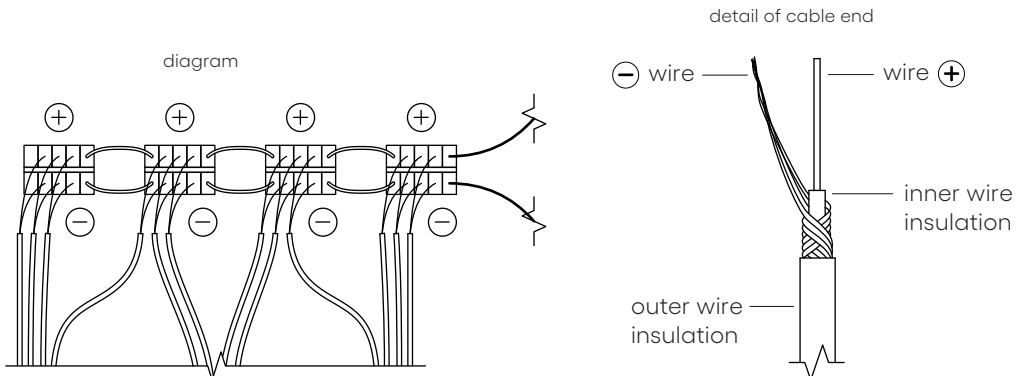 detail of cable end
diagram
− wire
wire +
+ + + +
inner wire
insulation
− − − −
outer wire
insulation